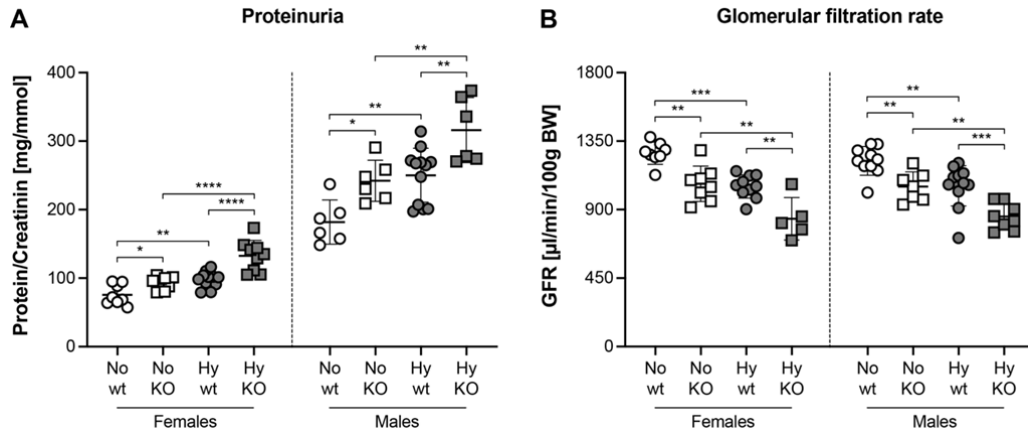 A
Proteinuria
Protein/Creatinin [mg/mmol]
400
300
200
100
0
* ** **** **** * ** ** **
No No Hy Hy No No Hy Hy
wt KO wt KO wt KO wt KO
Females Males
B
Glomerular filtration rate
GFR [µl/min/100g BW]
1800
1350
900
450
0
*** ** ** ** ** ** ** ***
No No Hy Hy No No Hy Hy
wt KO wt KO wt KO wt KO
Females Males